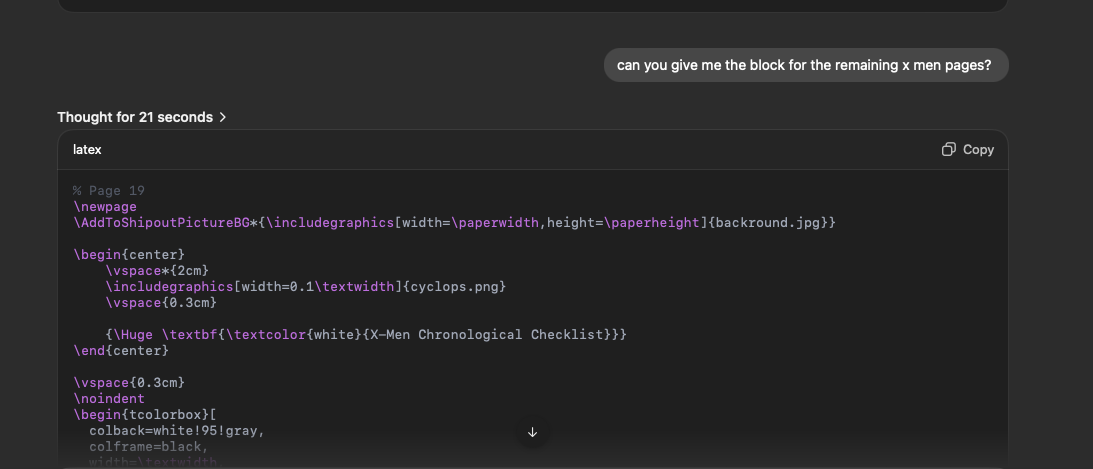 can you give me the block for the remaining x men pages?
Thought for 21 seconds
latex
Copy
% Page 19
\newpage
\AddToShipoutPictureBG*{\includegraphics[width=\paperwidth,height=\paperheight]{backround.jpg}}
\begin{center}
\vspace*{2cm}
\includegraphics[width=0.1\textwidth]{cyclops.png}
\vspace{0.3cm}
{\Huge \textbf{\textcolor{white}{X-Men Chronological Checklist}}}
\end{center}
\vspace{0.3cm}
\noindent
\begin{tcolorbox}[
colback=white!95!gray,
colframe=black,
width=\textwidth,